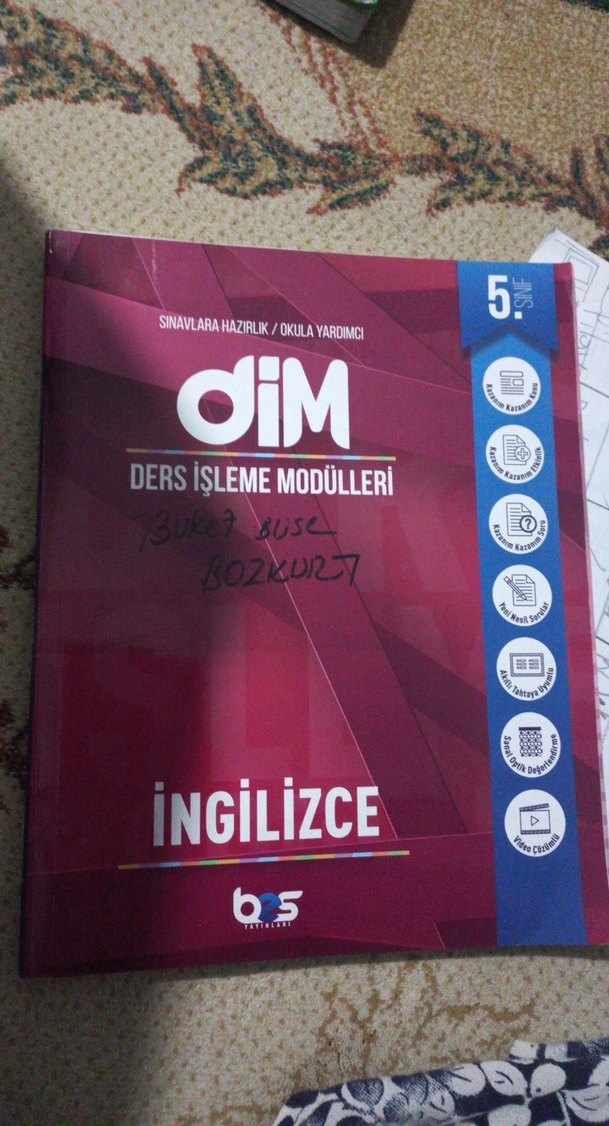 5.
SINIF
SINAVLARA HAZIRLIK / OKULA YARDIMCI
DiM
DERS İŞLEME MODÜLLERİ
Buket BUSE
BOZKURT
Kazanım Kazanım Konu
Kazanım Kazanım Etkinlik
Kazanım Kazanım Soru
Yeni Nesil Sorular
Akıllı Tahtaya Uyumlu
Sanal Optik Değerlendirme
Video Çözümlü
İNGİLİZCE
bes
YAYINLARI